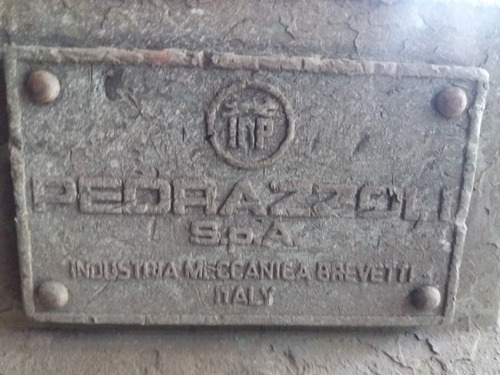 IMP
PEDRAZZOLI
S.p.A
INDUSTRIA MECCANICA BREVETTI
ITALY